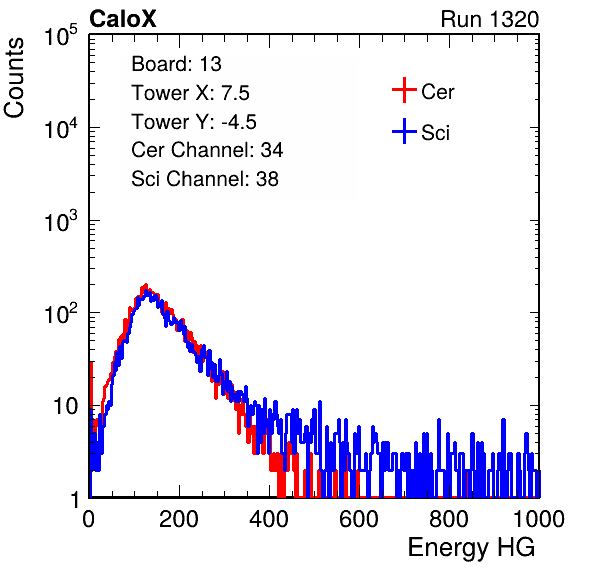 CaloX Run 1320
Counts
10^5
10^4
10^3
10^2
10
1
Board: 13
Tower X: 7.5
Tower Y: -4.5
Cer Channel: 34
Sci Channel: 38
Cer
Sci
0 200 400 600 800 1000
Energy HG